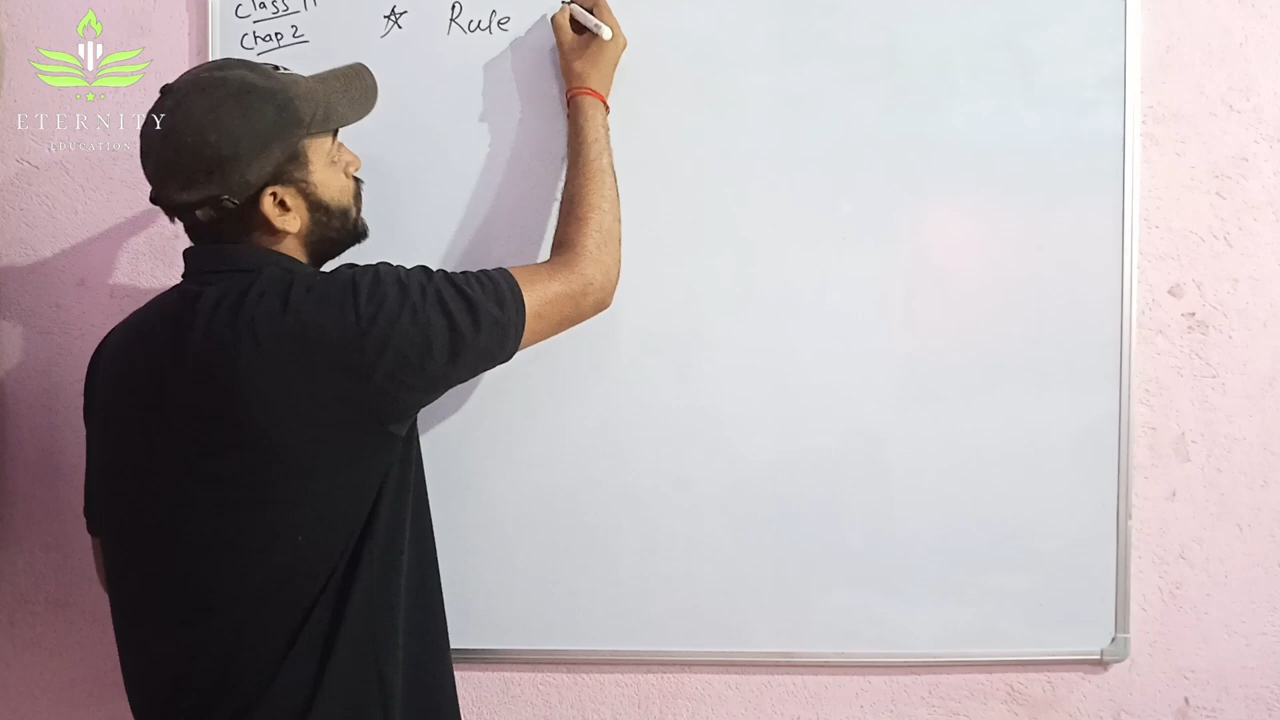 Class 11
Chap 2
☆ Rule
ETERNITY
EDUCATION